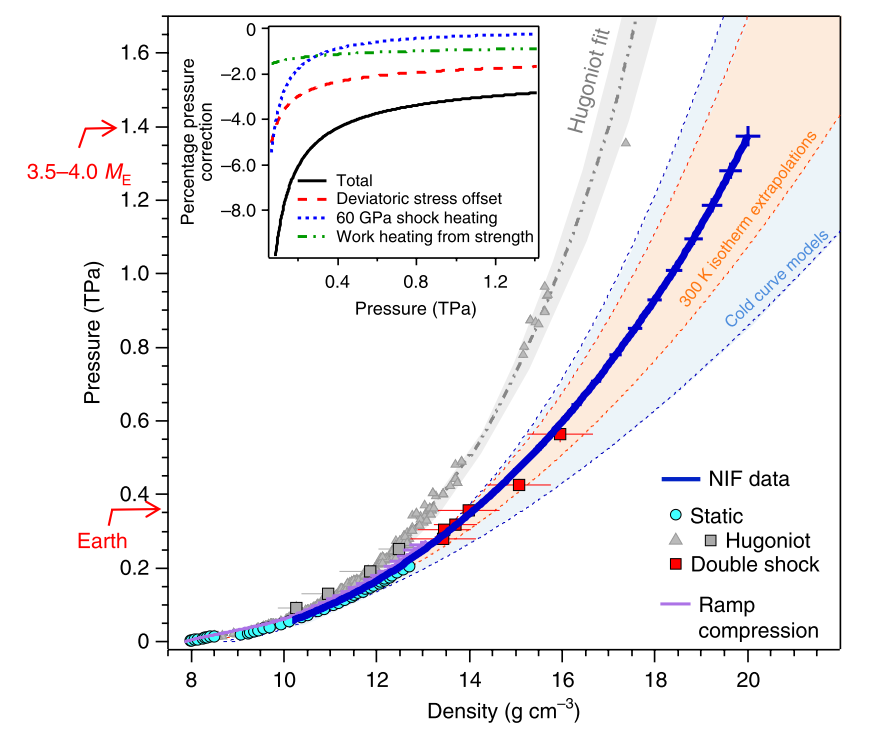 Pressure (TPa)
1.6
1.4
1.2
1.0
0.8
0.6
0.4
0.2
0
3.5–4.0 M_E
Earth
Percentage pressure
correction
0
−2.0
−4.0
−6.0
−8.0
Total
Deviatoric stress offset
60 GPa shock heating
Work heating from strength
0.4
0.8
1.2
Pressure (TPa)
Hugoniot fit
300 K isotherm extrapolations
Cold curve models
NIF data
Static
Hugoniot
Double shock
Ramp
compression
8
10
12
14
16
18
20
Density (g cm⁻³)